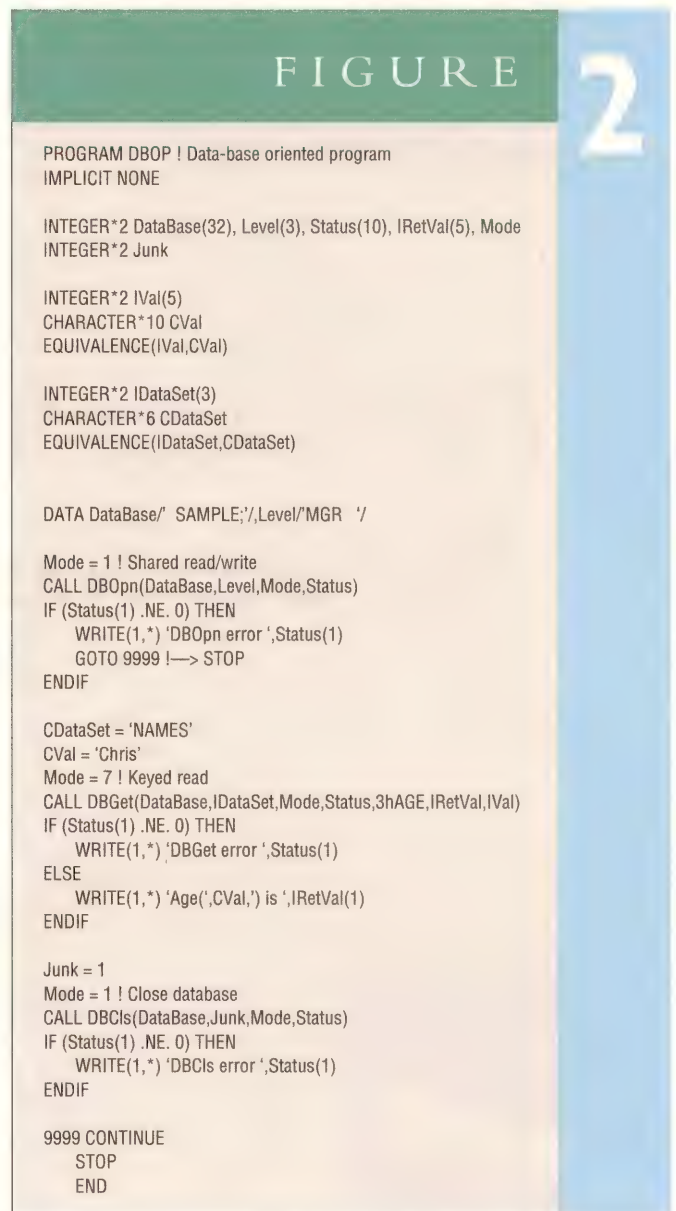 FIGURE 2
PROGRAM DBOP ! Data-base oriented program
IMPLICIT NONE
INTEGER*2 DataBase(32), Level(3), Status(10), IRetVal(5), Mode
INTEGER*2 Junk
INTEGER*2 IVal(5)
CHARACTER*10 CVal
EQUIVALENCE(IVal,CVal)
INTEGER*2 IDataSet(3)
CHARACTER*6 CDataSet
EQUIVALENCE(IDataSet,CDataSet)
DATA DataBase/'  SAMPLE;'/,Level/'MGR   '/
Mode = 1 ! Shared read/write
CALL DBOpn(DataBase,Level,Mode,Status)
IF (Status(1) .NE. 0) THEN
WRITE(1,*) 'DBOpn error ',Status(1)
GOTO 9999 !—> STOP
ENDIF
CDataSet = 'NAMES'
CVal = 'Chris'
Mode = 7 ! Keyed read
CALL DBGet(DataBase,IDataSet,Mode,Status,3hAGE,IRetVal,IVal)
IF (Status(1) .NE. 0) THEN
WRITE(1,*) 'DBGet error ',Status(1)
ELSE
WRITE(1,*) 'Age(',CVal,') is ',IRetVal(1)
ENDIF
Junk = 1
Mode = 1 ! Close database
CALL DBCls(DataBase,Junk,Mode,Status)
IF (Status(1) .NE. 0) THEN
WRITE(1,*) 'DBCls error ',Status(1)
ENDIF
9999 CONTINUE
STOP
END